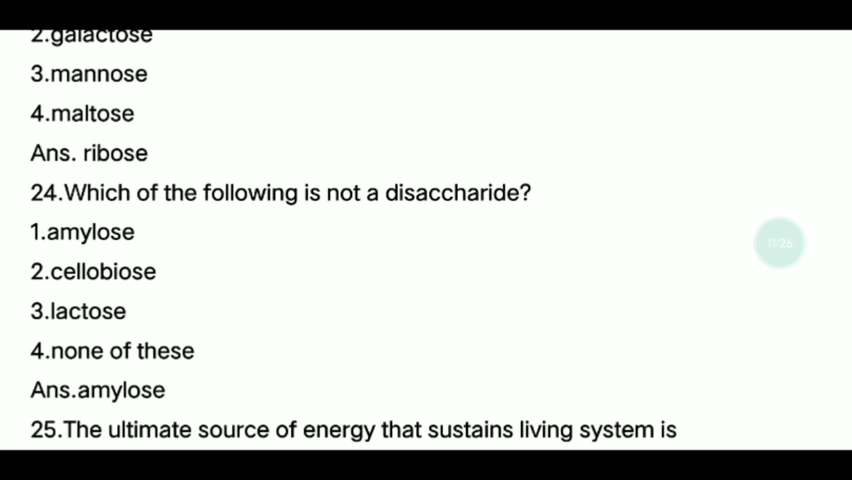 2.galactose
3.mannose
4.maltose
Ans. ribose
24.Which of the following is not a disaccharide?
1.amylose
11:26
2.cellobiose
3.lactose
4.none of these
Ans.amylose
25.The ultimate source of energy that sustains living system is